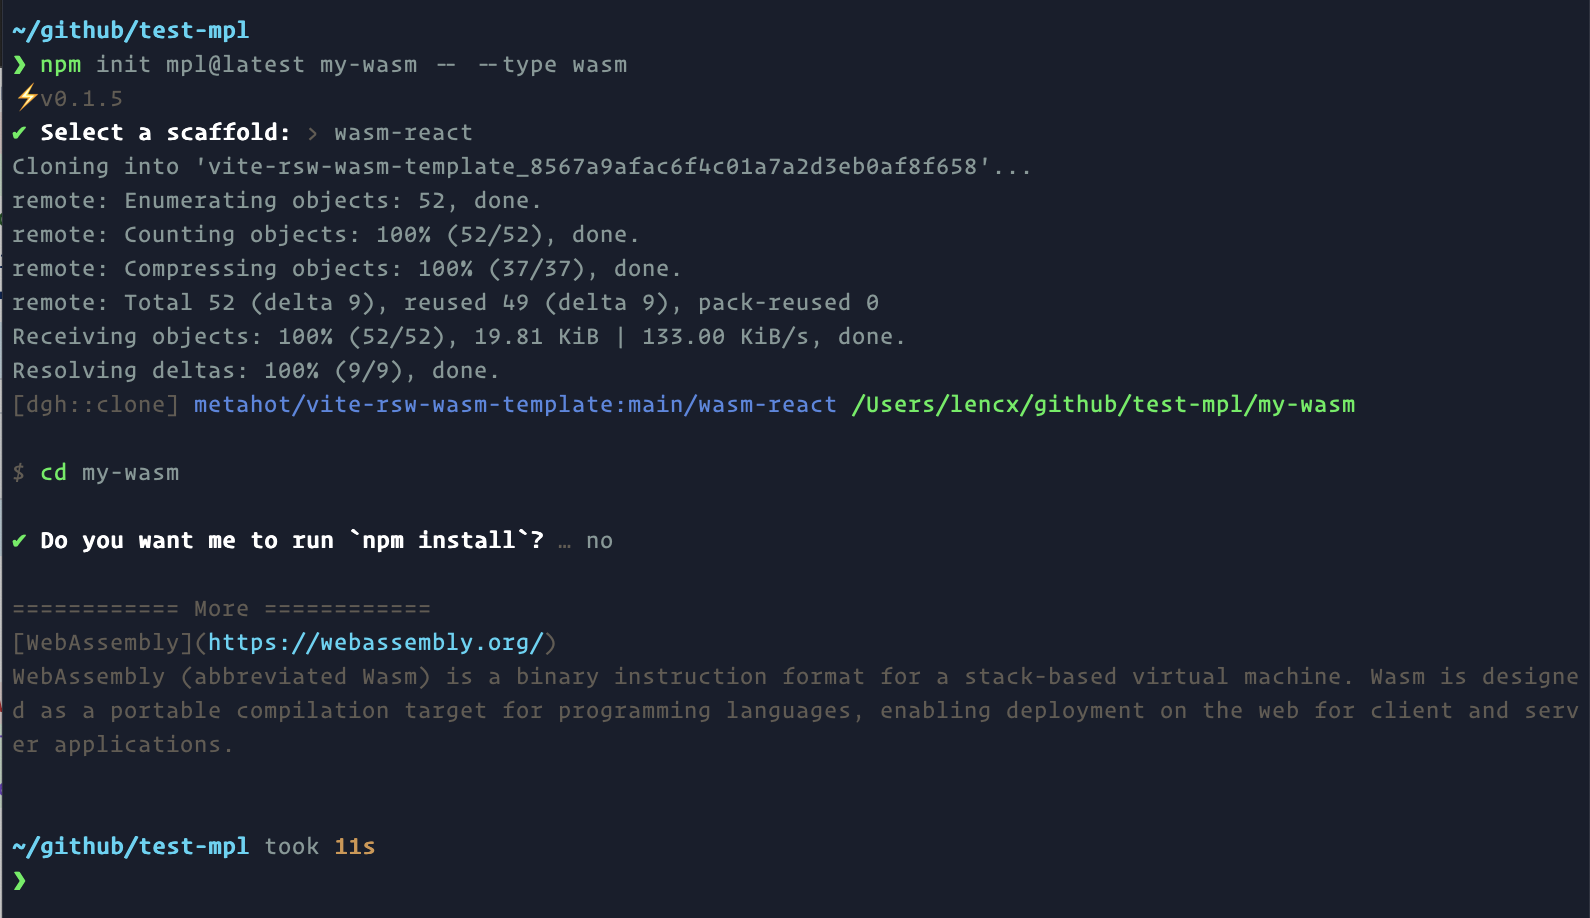 ~/github/test-mpl
❯ npm init mpl@latest my-wasm -- --type wasm
⚡v0.1.5
✔ Select a scaffold: › wasm-react
Cloning into 'vite-rsw-wasm-template_8567a9afac6f4c01a7a2d3eb0af8f658'...
remote: Enumerating objects: 52, done.
remote: Counting objects: 100% (52/52), done.
remote: Compressing objects: 100% (37/37), done.
remote: Total 52 (delta 9), reused 49 (delta 9), pack-reused 0
Receiving objects: 100% (52/52), 19.81 KiB | 133.00 KiB/s, done.
Resolving deltas: 100% (9/9), done.
[dgh::clone] metahot/vite-rsw-wasm-template:main/wasm-react /Users/lencx/github/test-mpl/my-wasm
$ cd my-wasm
✔ Do you want me to run `npm install`? … no
============ More ============
[WebAssembly](https://webassembly.org/)
WebAssembly (abbreviated Wasm) is a binary instruction format for a stack-based virtual machine. Wasm is designe
d as a portable compilation target for programming languages, enabling deployment on the web for client and serv
er applications.
~/github/test-mpl took 11s
❯